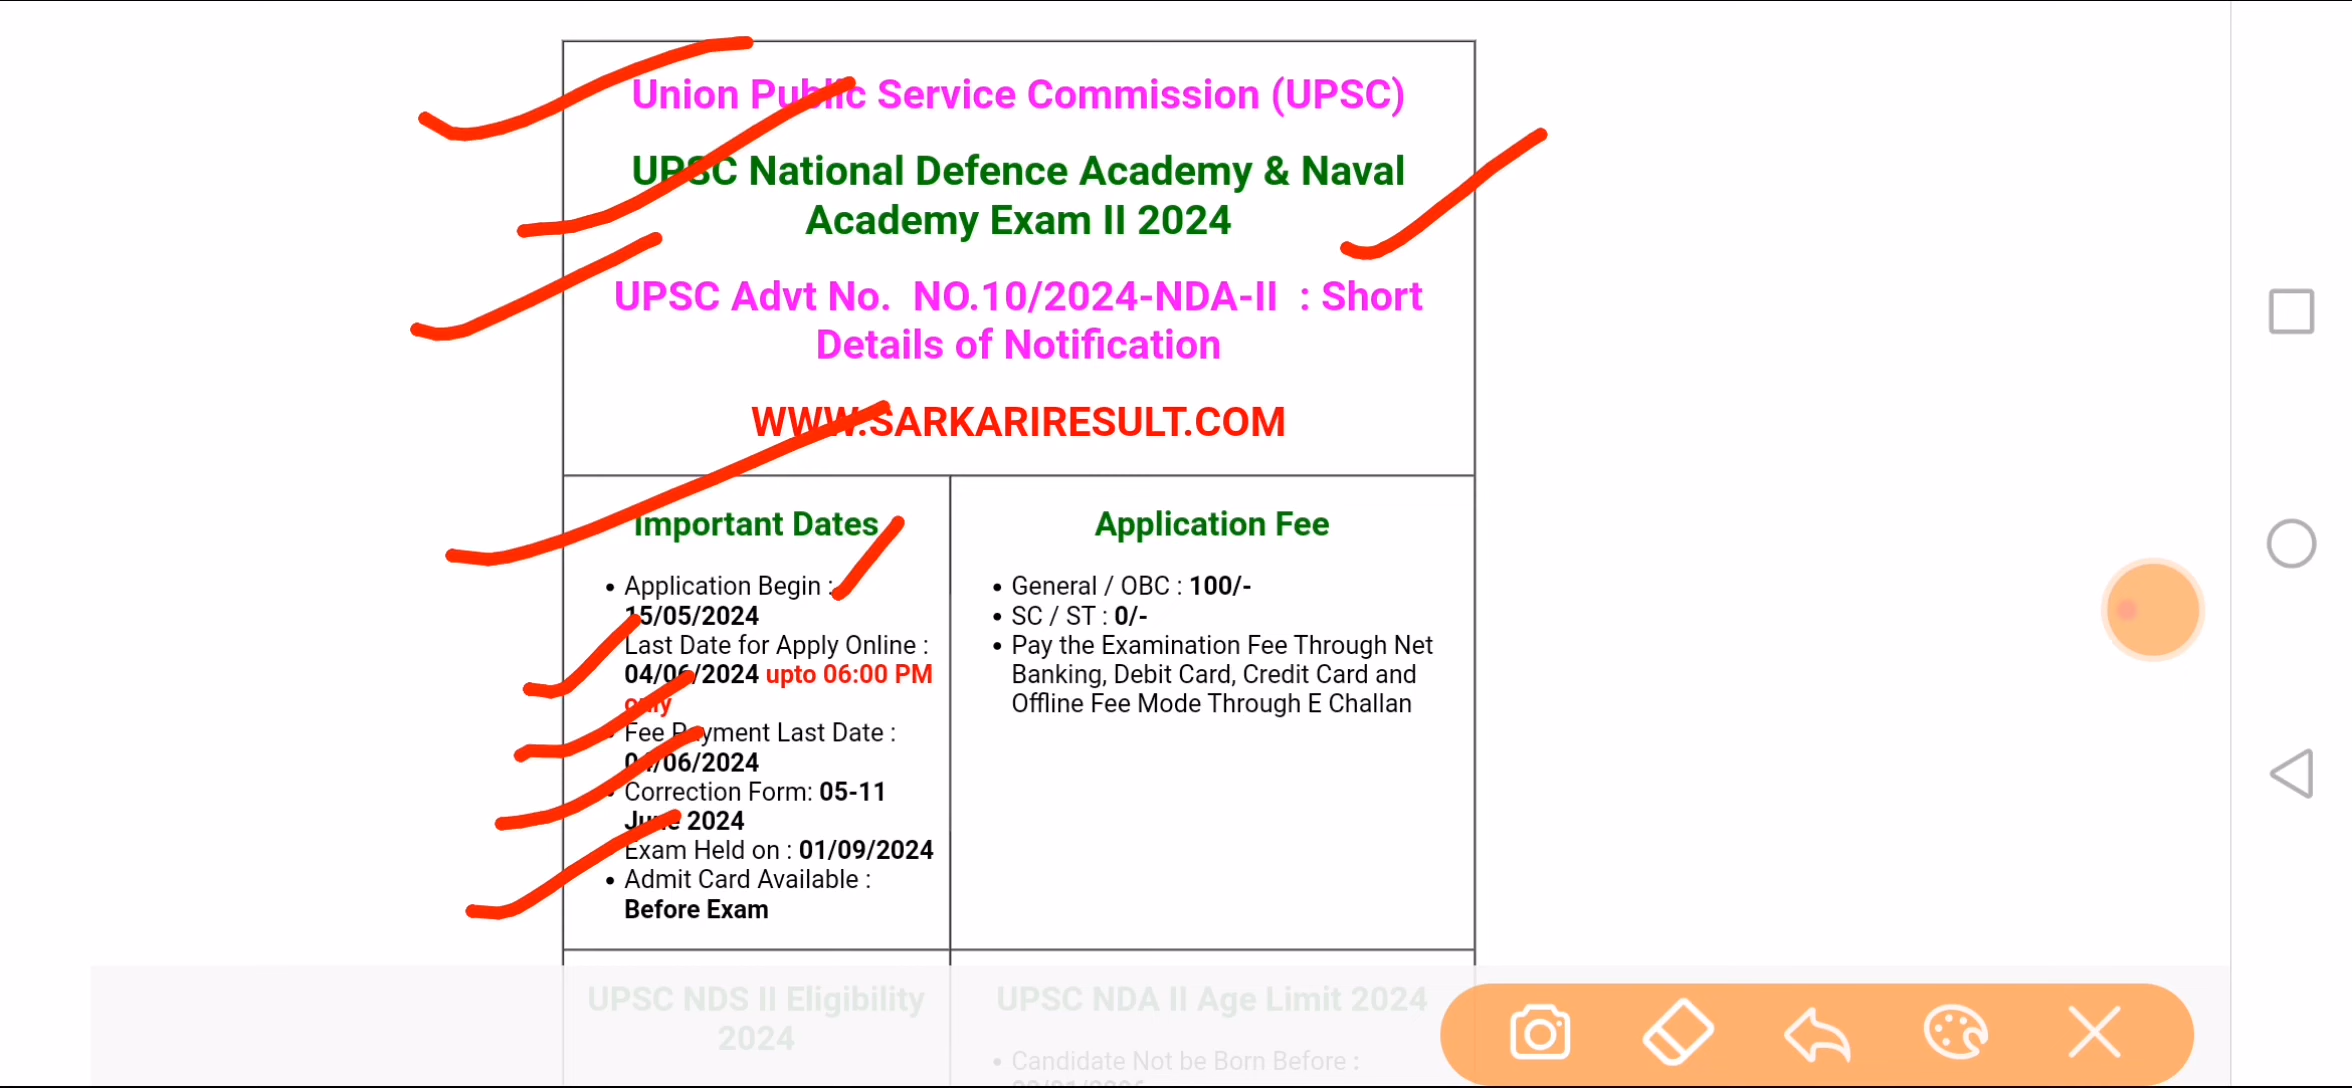 Union Public Service Commission (UPSC)
UPSC National Defence Academy & Naval
Academy Exam II 2024
UPSC Advt No.  NO.10/2024-NDA-II  : Short
Details of Notification
WWW.SARKARIRESULT.COM
Important Dates
• Application Begin :
15/05/2024
Last Date for Apply Online :
04/06/2024 upto 06:00 PM
only
• Fee Payment Last Date :
04/06/2024
• Correction Form: 05-11
June 2024
Exam Held on : 01/09/2024
• Admit Card Available :
Before Exam
Application Fee
• General / OBC : 100/-
• SC / ST : 0/-
• Pay the Examination Fee Through Net
Banking, Debit Card, Credit Card and
Offline Fee Mode Through E Challan
UPSC NDS II Eligibility
2024
UPSC NDA II Age Limit 2024
• Candidate Not be Born Before :